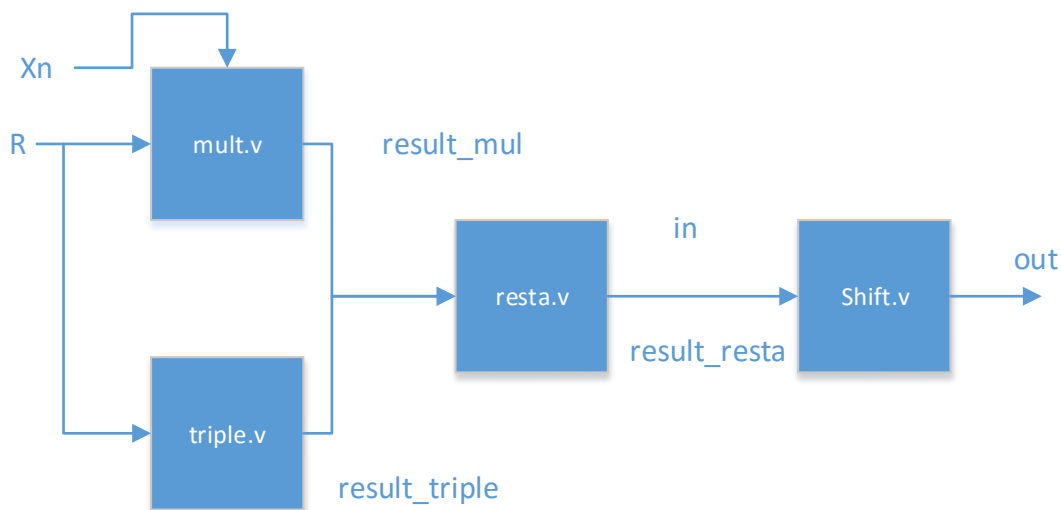 Xn
R
mult.v
result_mul
in
out
resta.v
Shift.v
result_resta
triple.v
result_triple